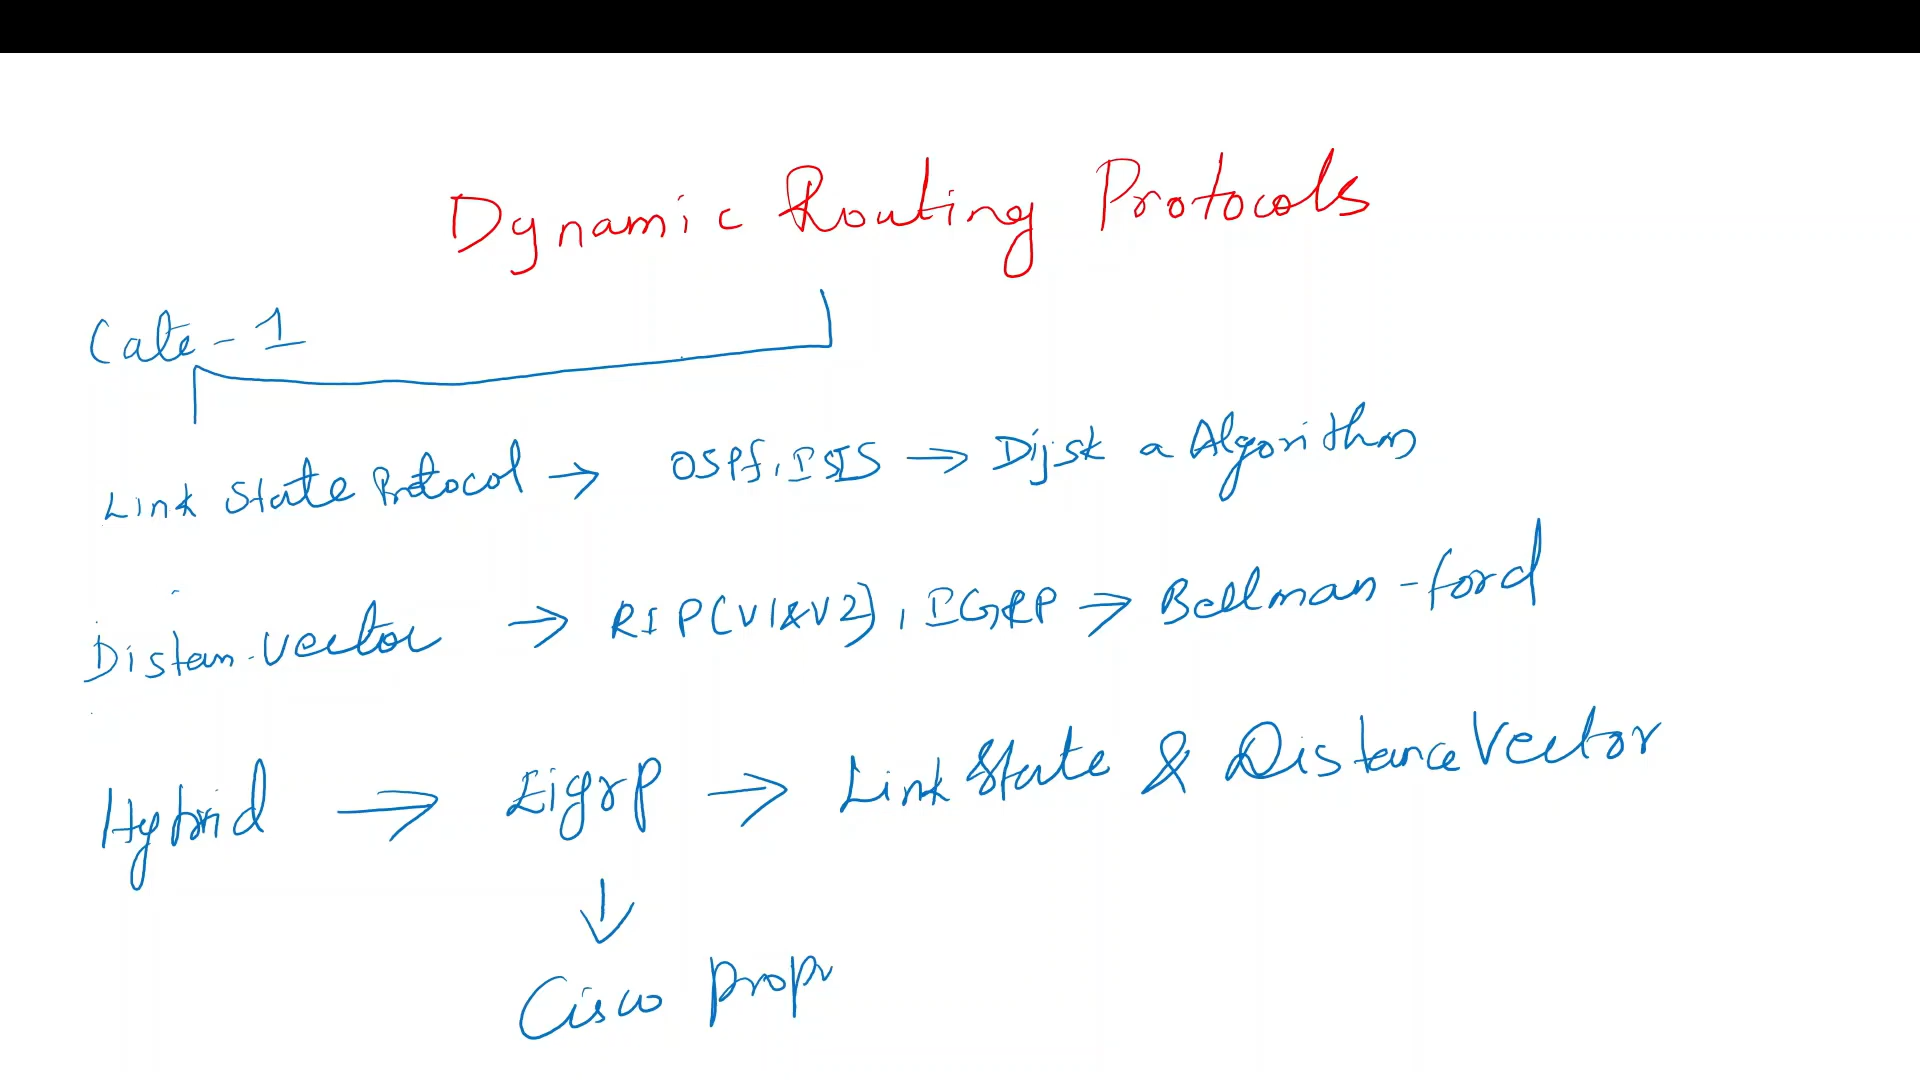 Dynamic Routing Protocols
Cate - 1
Link State Protocol → OSPf, ISIS → Dijsk a Algorithm
Distan-Vector → RIP(V1&V2), IGRP → Bellman-ford
Hybrid → Eigrp → Link State & Distance Vector
↓
Cisco Propr